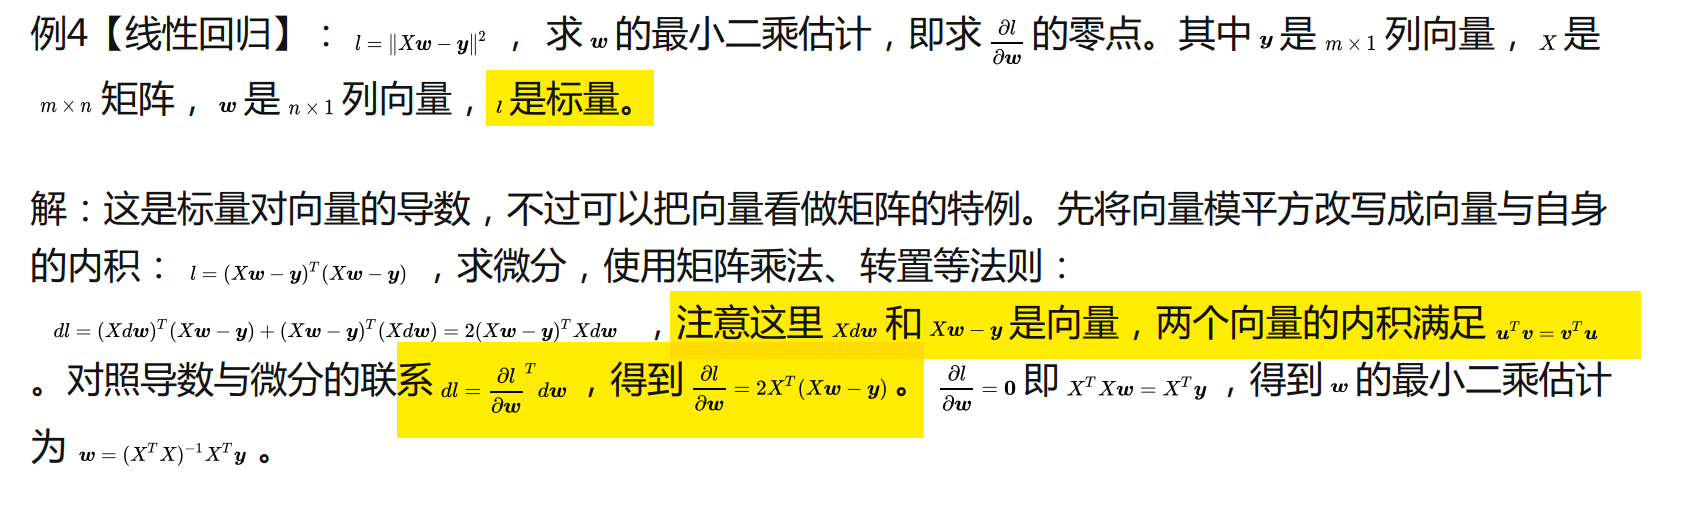 例4【线性回归】： $l = \|X\boldsymbol{w} - \boldsymbol{y}\|^2$ ， 求 $\boldsymbol{w}$ 的最小二乘估计，即求 $\frac{\partial l}{\partial \boldsymbol{w}}$ 的零点。其中 $\boldsymbol{y}$ 是 $m \times 1$ 列向量， $X$ 是
$m \times n$ 矩阵， $\boldsymbol{w}$ 是 $n \times 1$ 列向量， $l$ 是标量。
解：这是标量对向量的导数，不过可以把向量看做矩阵的特例。先将向量模平方改写成向量与自身
的内积： $l = (X\boldsymbol{w} - \boldsymbol{y})^T(X\boldsymbol{w} - \boldsymbol{y})$ ，求微分，使用矩阵乘法、转置等法则：
$dl = (Xd\boldsymbol{w})^T(X\boldsymbol{w} - \boldsymbol{y}) + (X\boldsymbol{w} - \boldsymbol{y})^T(Xd\boldsymbol{w}) = 2(X\boldsymbol{w} - \boldsymbol{y})^T Xd\boldsymbol{w}$ ，注意这里 $Xd\boldsymbol{w}$ 和 $X\boldsymbol{w} - \boldsymbol{y}$ 是向量，两个向量的内积满足 $\boldsymbol{u}^T\boldsymbol{v} = \boldsymbol{v}^T\boldsymbol{u}$
。对照导数与微分的联系 $dl = \frac{\partial l}{\partial \boldsymbol{w}}^T d\boldsymbol{w}$ ，得到 $\frac{\partial l}{\partial \boldsymbol{w}} = 2X^T(X\boldsymbol{w} - \boldsymbol{y})$ 。 $\frac{\partial l}{\partial \boldsymbol{w}} = \boldsymbol{0}$ 即 $X^T X\boldsymbol{w} = X^T\boldsymbol{y}$ ，得到 $\boldsymbol{w}$ 的最小二乘估计
为 $\boldsymbol{w} = (X^T X)^{-1}X^T\boldsymbol{y}$ 。